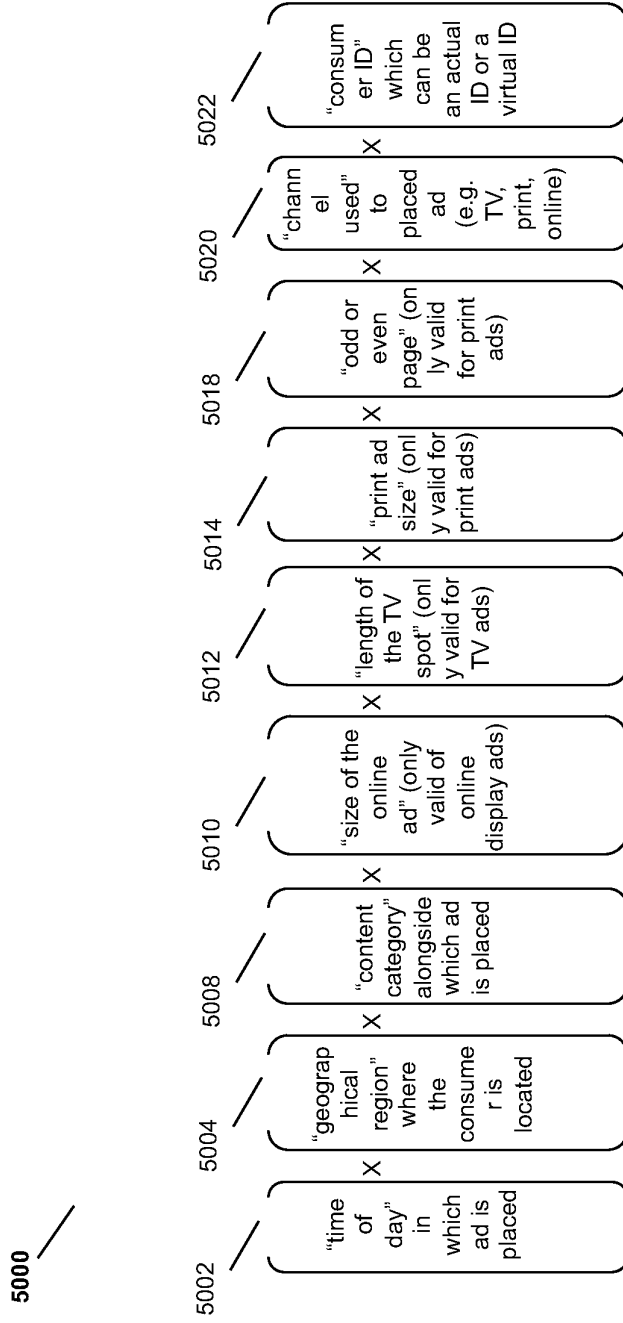 5000
5002
"time
of
day"
in
which
ad is
placed
X
5004
"geograp
hical
region"
where
the
consume
r is
located
X
5008
"content
category"
alongside
which ad
is placed
X
5010
"size of the
online
ad" (only
valid of
online
display ads)
X
5012
"length of
the TV
spot" (onl
y valid for
TV ads)
X
5014
"print ad
size" (onl
y valid for
print ads)
X
5018
"odd or
even
page" (on
ly valid
for print
ads)
X
5020
"chann
el
used"
to
placed
ad
(e.g.
TV,
print,
online)
X
5022
"consum
er ID"
which
can be
an actual
ID or a
virtual ID